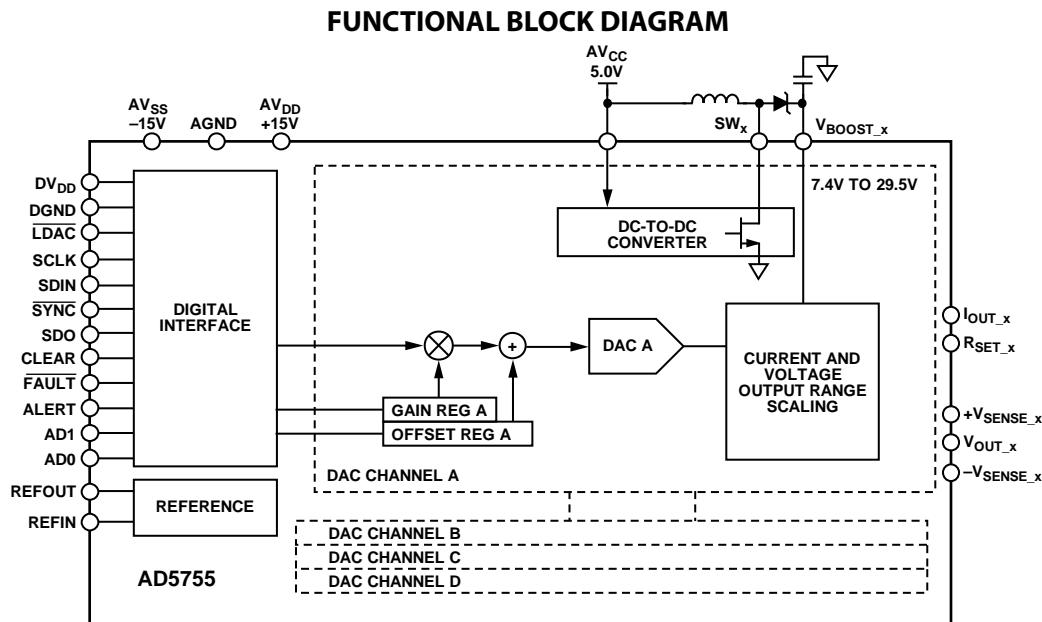 FUNCTIONAL BLOCK DIAGRAM
AVCC
5.0V
AVSS
–15V
AGND
AVDD
+15V
SWx
VBOOST_x
DVDD
DGND
LDAC
SCLK
SDIN
SYNC
SDO
CLEAR
FAULT
ALERT
AD1
AD0
REFOUT
REFIN
DIGITAL
INTERFACE
REFERENCE
7.4V TO 29.5V
DC-TO-DC
CONVERTER
+
DAC A
CURRENT AND
VOLTAGE
OUTPUT RANGE
SCALING
GAIN REG A
OFFSET REG A
DAC CHANNEL A
DAC CHANNEL B
DAC CHANNEL C
DAC CHANNEL D
IOUT_x
RSET_x
+VSENSE_x
VOUT_x
–VSENSE_x
AD5755